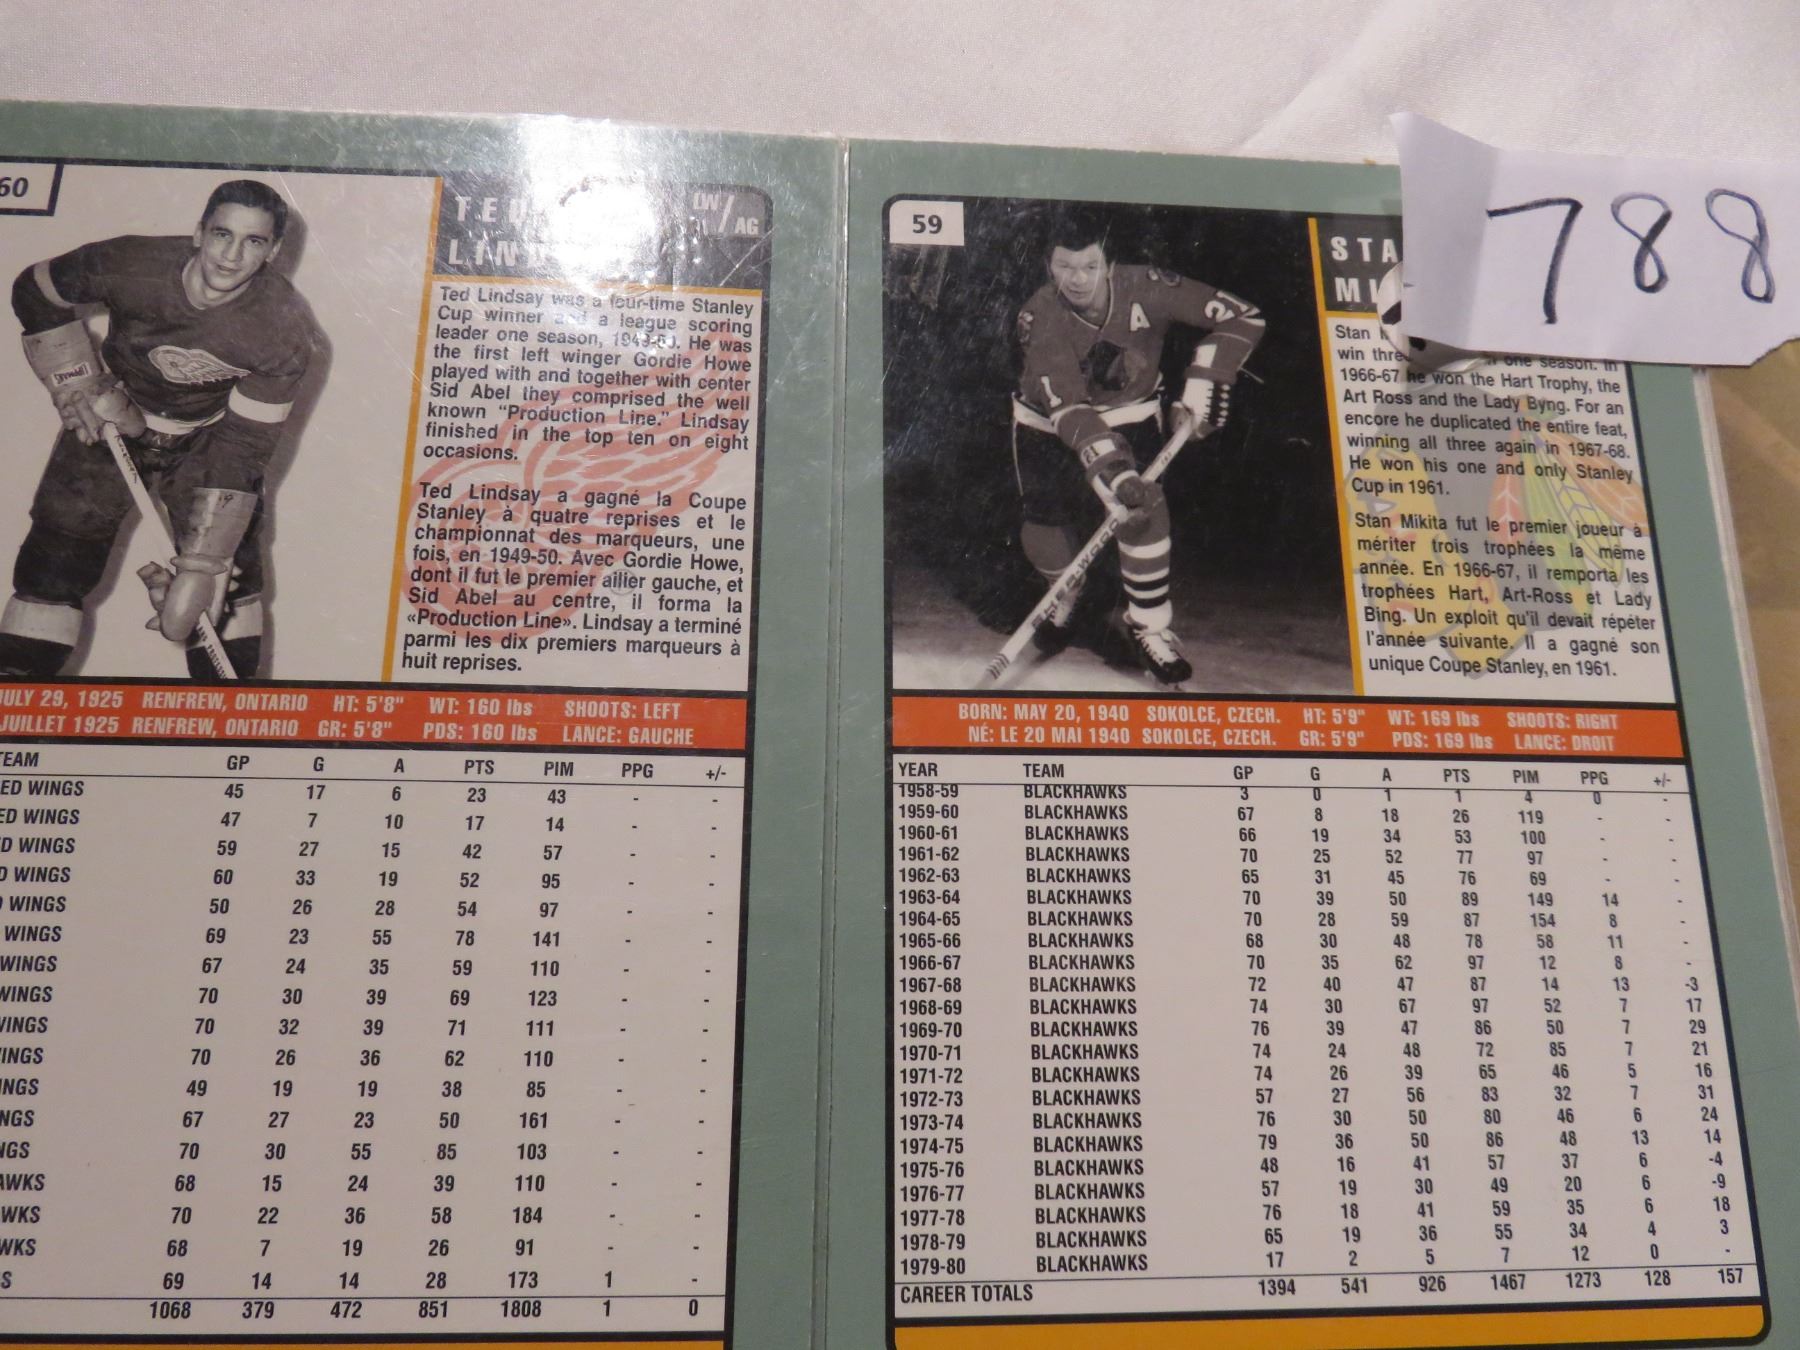 788
60
TED
LW/AG
Ted Lindsay was a four-time Stanley
Cup winner and a league scoring
leader one season, 1949-50. He was
the first left winger Gordie Howe
played with and together with center
Sid Abel they comprised the well
known "Production Line." Lindsay
finished in the top ten on eight
occasions.
Ted Lindsay a gagné la Coupe
Stanley à quatre reprises et le
championnat des marqueurs, une
fois, en 1949-50. Avec Gordie Howe,
dont il fut le premier ailier gauche, et
Sid Abel au centre, il forma la
«Production Line». Lindsay a terminé
parmi les dix premiers marqueurs à
huit reprises.
JULY 29, 1925 RENFREW, ONTARIO HT: 5'8" WT: 160 lbs SHOOTS: LEFT
JUILLET 1925 RENFREW, ONTARIO GR: 5'8" PDS: 160 lbs LANCE: GAUCHE
TEAM GP G A PTS PIM PPG +/-
ED WINGS 45 17 6 23 43 - -
ED WINGS 47 7 10 17 14 - -
D WINGS 59 27 15 42 57 - -
D WINGS 60 33 19 52 95 - -
WINGS 50 26 28 54 97 - -
WINGS 69 23 55 78 141 - -
WINGS 67 24 35 59 110 - -
WINGS 70 30 39 69 123 - -
WINGS 70 32 39 71 111 - -
INGS 70 26 36 62 110 - -
INGS 49 19 19 38 85 - -
NGS 67 27 23 50 161 - -
NGS 70 30 55 85 103 - -
AWKS 68 15 24 39 110 - -
WKS 70 22 36 58 184 - -
WKS 68 7 19 26 91 - -
S 69 14 14 28 173 1 -
1068 379 472 851 1808 1 0
59
STA
MI
Stan
win three one season. In
1966-67 he won the Hart Trophy, the
Art Ross and the Lady Byng. For an
encore he duplicated the entire feat,
winning all three again in 1967-68.
He won his one and only Stanley
Cup in 1961.
Stan Mikita fut le premier joueur à
mériter trois trophées la même
année. En 1966-67, il remporta les
trophées Hart, Art-Ross et Lady
Bing. Un exploit qu'il devait répéter
l'année suivante. Il a gagné son
unique Coupe Stanley, en 1961.
BORN: MAY 20, 1940 SOKOLCE, CZECH. HT: 5'9" WT: 169 lbs SHOOTS: RIGHT
NÉ: LE 20 MAI 1940 SOKOLCE, CZECH. GR: 5'9" PDS: 169 lbs LANCE: DROIT
YEAR TEAM GP G A PTS PIM PPG +/-
1958-59 BLACKHAWKS 3 0 1 1 4 0 -
1959-60 BLACKHAWKS 67 8 18 26 119 - -
1960-61 BLACKHAWKS 66 19 34 53 100 - -
1961-62 BLACKHAWKS 70 25 52 77 97 - -
1962-63 BLACKHAWKS 65 31 45 76 69 - -
1963-64 BLACKHAWKS 70 39 50 89 149 14 -
1964-65 BLACKHAWKS 70 28 59 87 154 8 -
1965-66 BLACKHAWKS 68 30 48 78 58 11 -
1966-67 BLACKHAWKS 70 35 62 97 12 8 -
1967-68 BLACKHAWKS 72 40 47 87 14 13 -3
1968-69 BLACKHAWKS 74 30 67 97 52 7 17
1969-70 BLACKHAWKS 76 39 47 86 50 7 29
1970-71 BLACKHAWKS 74 24 48 72 85 7 21
1971-72 BLACKHAWKS 74 26 39 65 46 5 16
1972-73 BLACKHAWKS 57 27 56 83 32 7 31
1973-74 BLACKHAWKS 76 30 50 80 46 6 24
1974-75 BLACKHAWKS 79 36 50 86 48 13 14
1975-76 BLACKHAWKS 48 16 41 57 37 6 -4
1976-77 BLACKHAWKS 57 19 30 49 20 6 -9
1977-78 BLACKHAWKS 76 18 41 59 35 6 18
1978-79 BLACKHAWKS 65 19 36 55 34 4 3
1979-80 BLACKHAWKS 17 2 5 7 12 0 -
CAREER TOTALS 1394 541 926 1467 1273 128 157